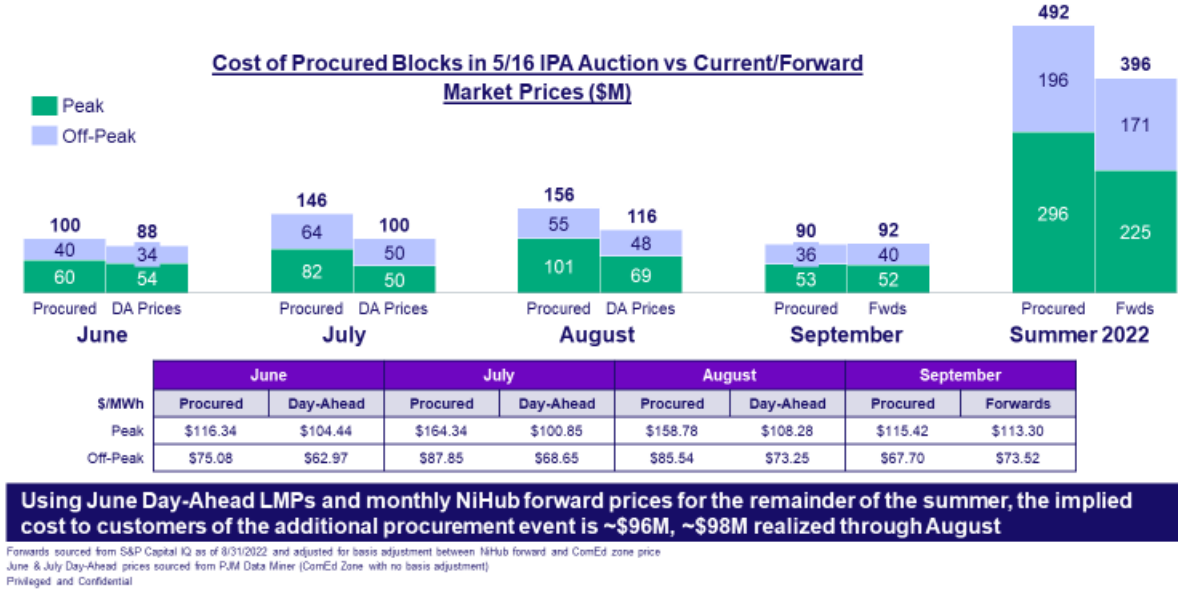 Cost of Procured Blocks in 5/16 IPA Auction vs Current/Forward
Market Prices ($M)
Peak
Off-Peak
100
40
60
88
34
54
Procured DA Prices
June
146
64
82
100
50
50
Procured DA Prices
July
156
55
101
116
48
69
Procured DA Prices
August
90
36
53
92
40
52
Procured Fwds
September
492
196
296
396
171
225
Procured Fwds
Summer 2022
June July August September
$/MWh Procured Day-Ahead Procured Day-Ahead Procured Day-Ahead Procured Forwards
Peak $116.34 $104.44 $164.34 $100.85 $158.78 $108.28 $115.42 $113.30
Off-Peak $75.08 $62.97 $87.85 $68.65 $85.54 $73.25 $67.70 $73.52
Using June Day-Ahead LMPs and monthly NiHub forward prices for the remainder of the summer, the implied
cost to customers of the additional procurement event is ~$96M, ~$98M realized through August
Forwards sourced from S&P Capital IQ as of 8/31/2022 and adjusted for basis adjustment between NiHub forward and ComEd zone price
June & July Day-Ahead prices sourced from PJM Data Miner (ComEd Zone with no basis adjustment)
Privileged and Confidential